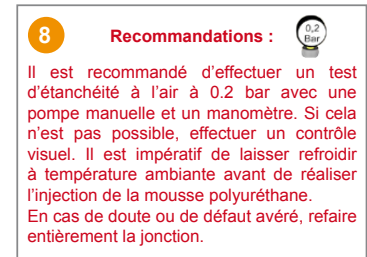 8
Recommandations :
0,2
Bar
Il est recommandé d'effectuer un test
d'étanchéité à l'air à 0.2 bar avec une
pompe manuelle et un manomètre. Si cela
n'est pas possible, effectuer un contrôle
visuel. Il est impératif de laisser refroidir
à température ambiante avant de réaliser
l'injection de la mousse polyuréthane.
En cas de doute ou de défaut avéré, refaire
entièrement la jonction.